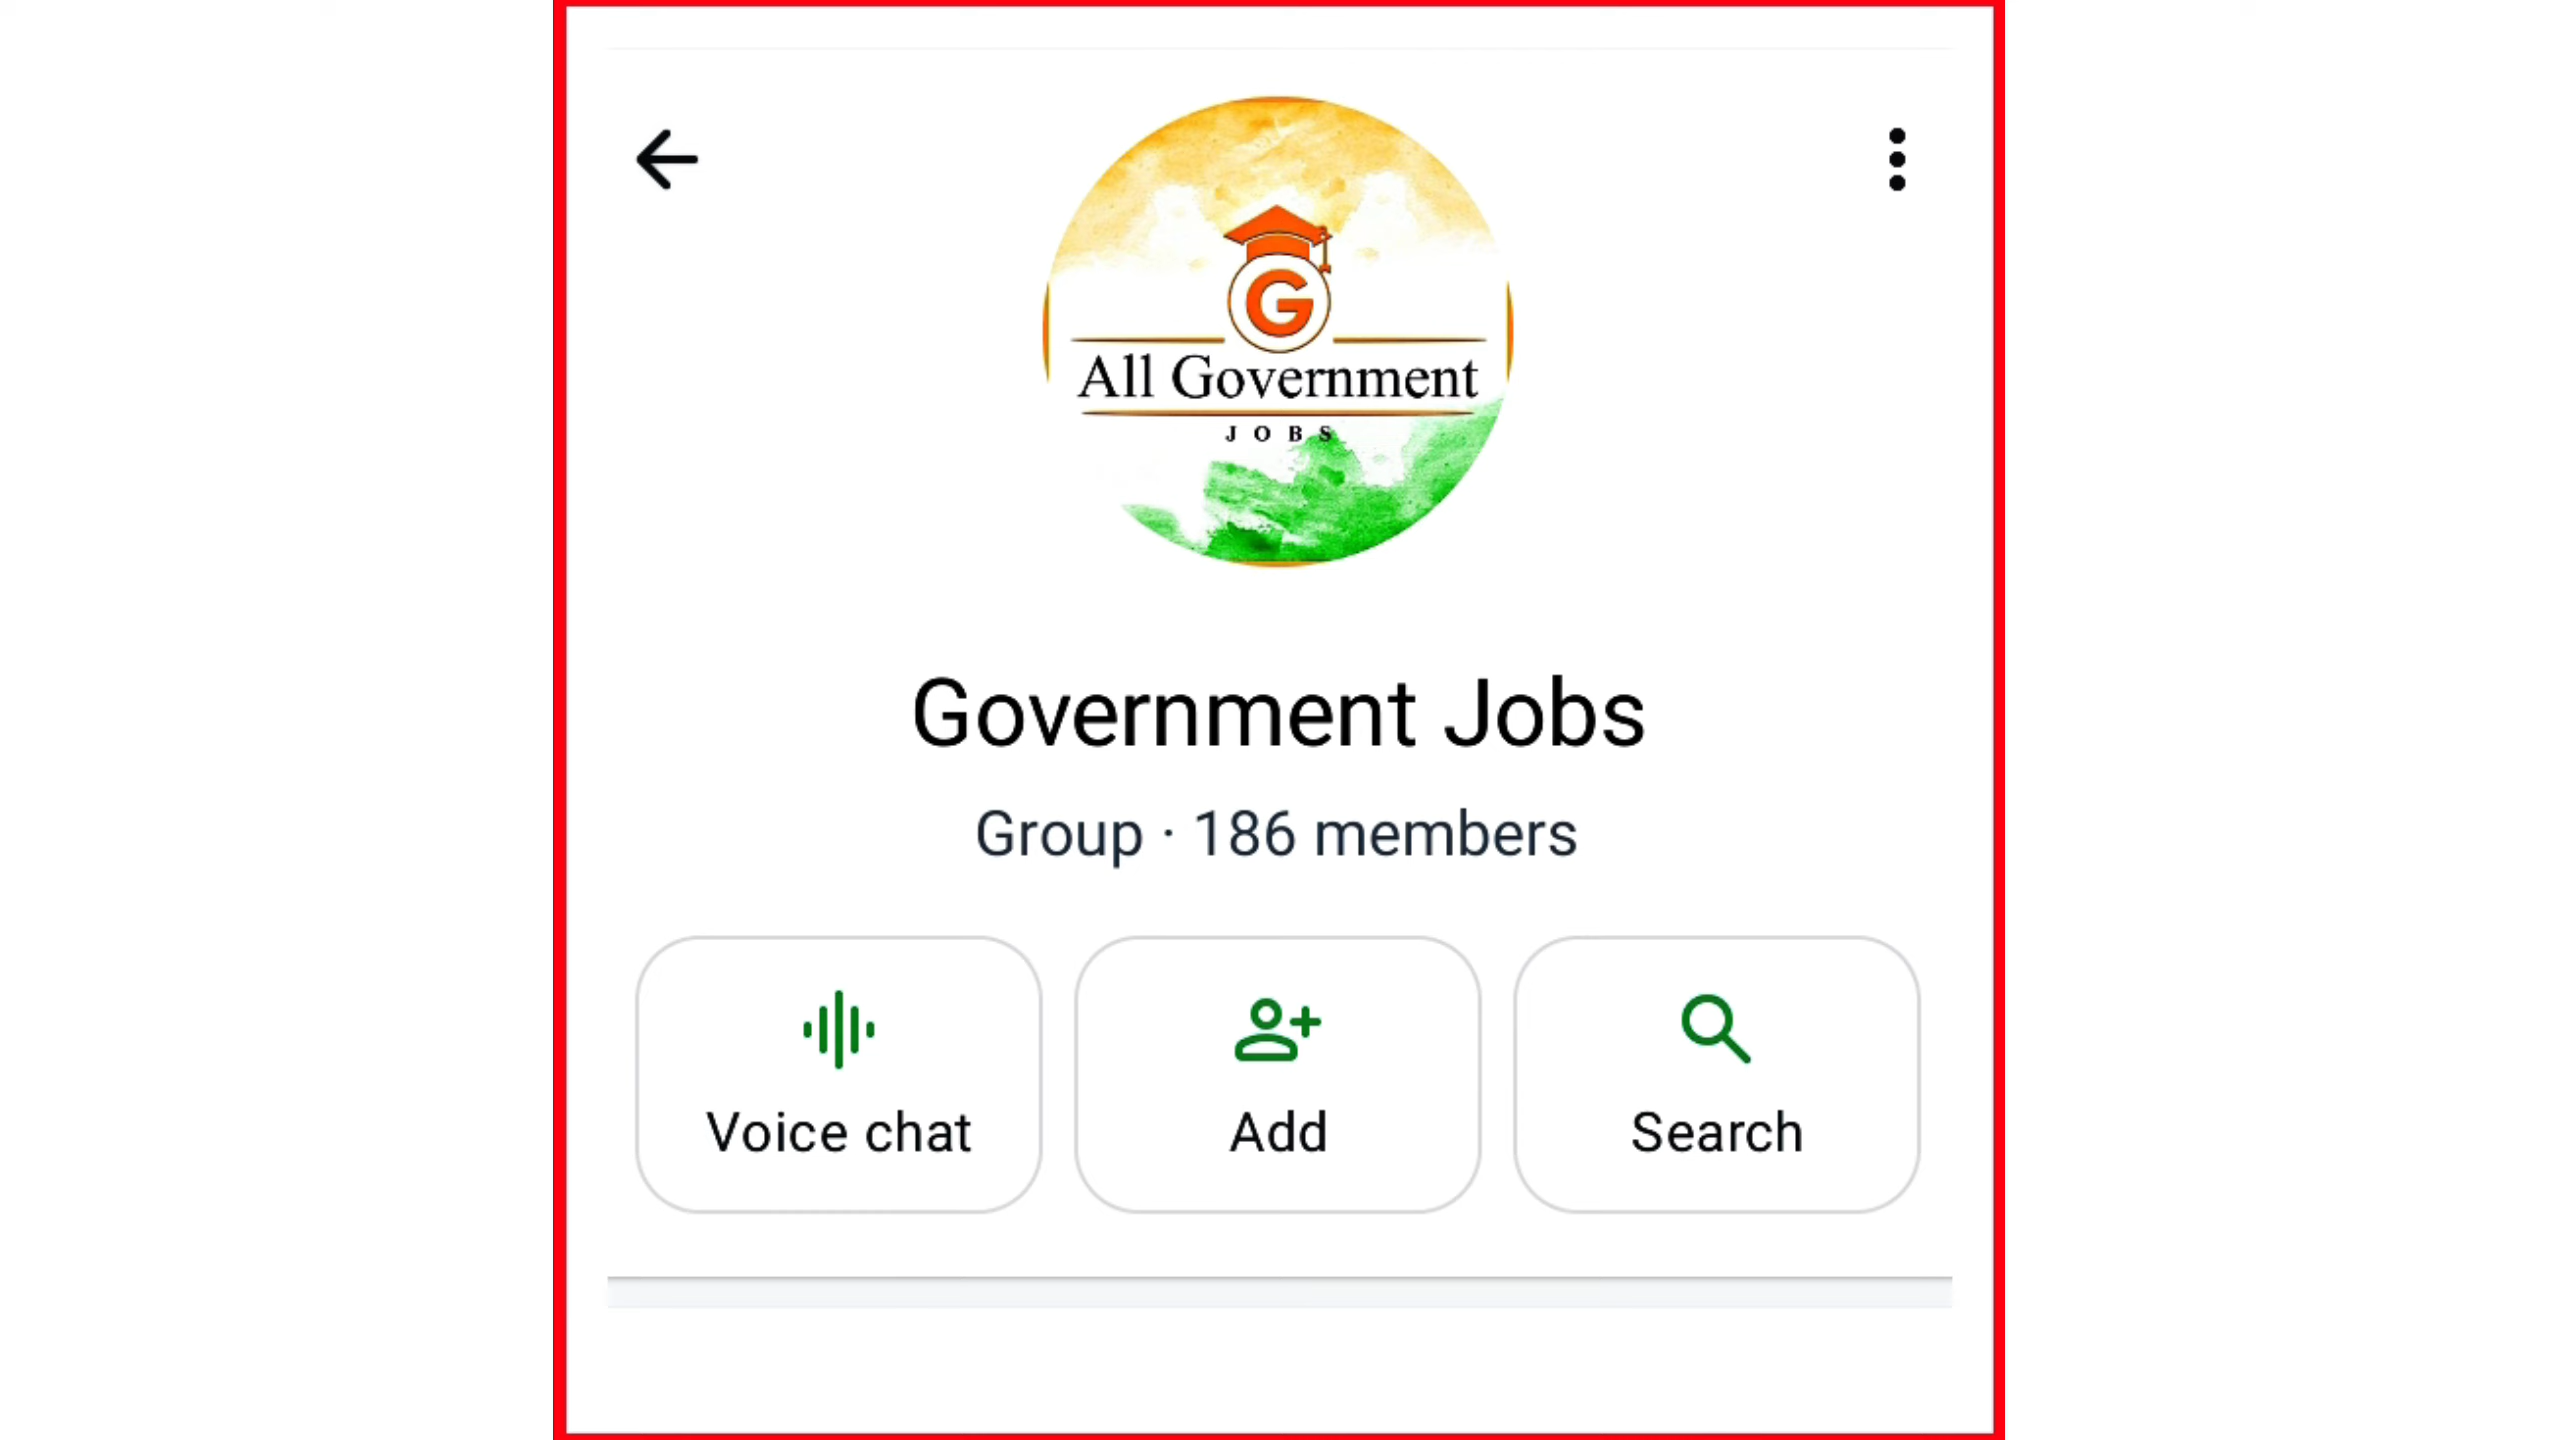 G
All Government
JOBS
Government Jobs
Group · 186 members
Voice chat
Add
Search